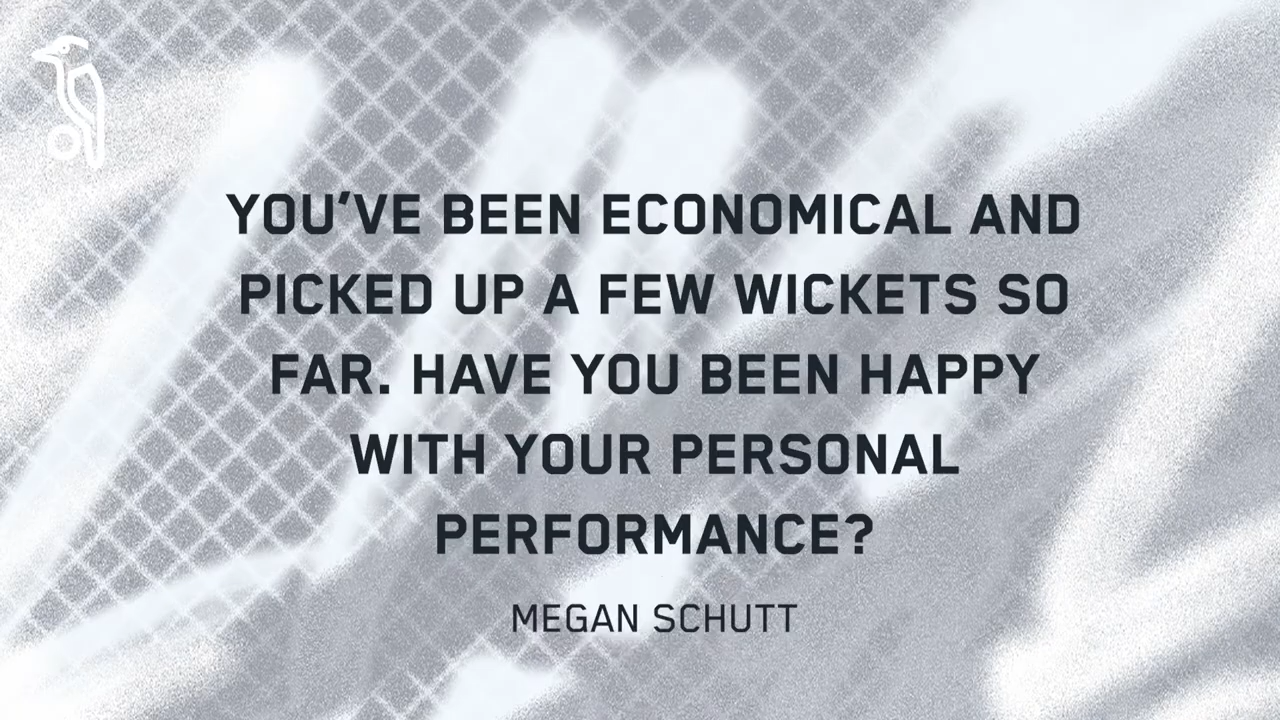 YOU’VE BEEN ECONOMICAL AND
PICKED UP A FEW WICKETS SO
FAR. HAVE YOU BEEN HAPPY
WITH YOUR PERSONAL
PERFORMANCE?
MEGAN SCHUTT